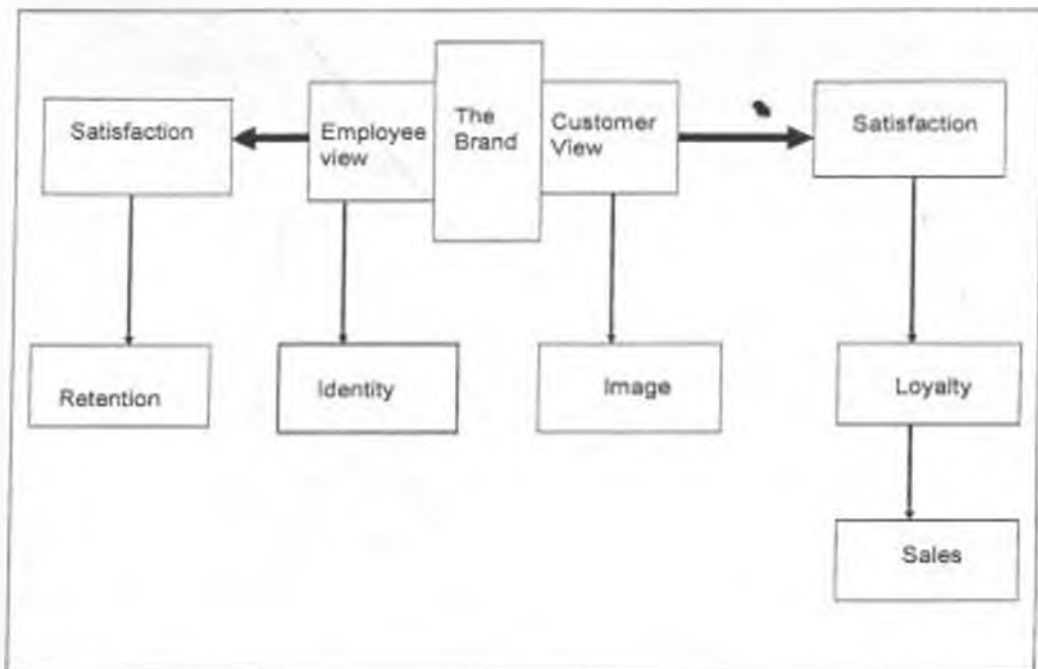 Satisfaction
Employee
view
The
Brand
Customer
View
Satisfaction
Retention
Identity
Image
Loyalty
Sales